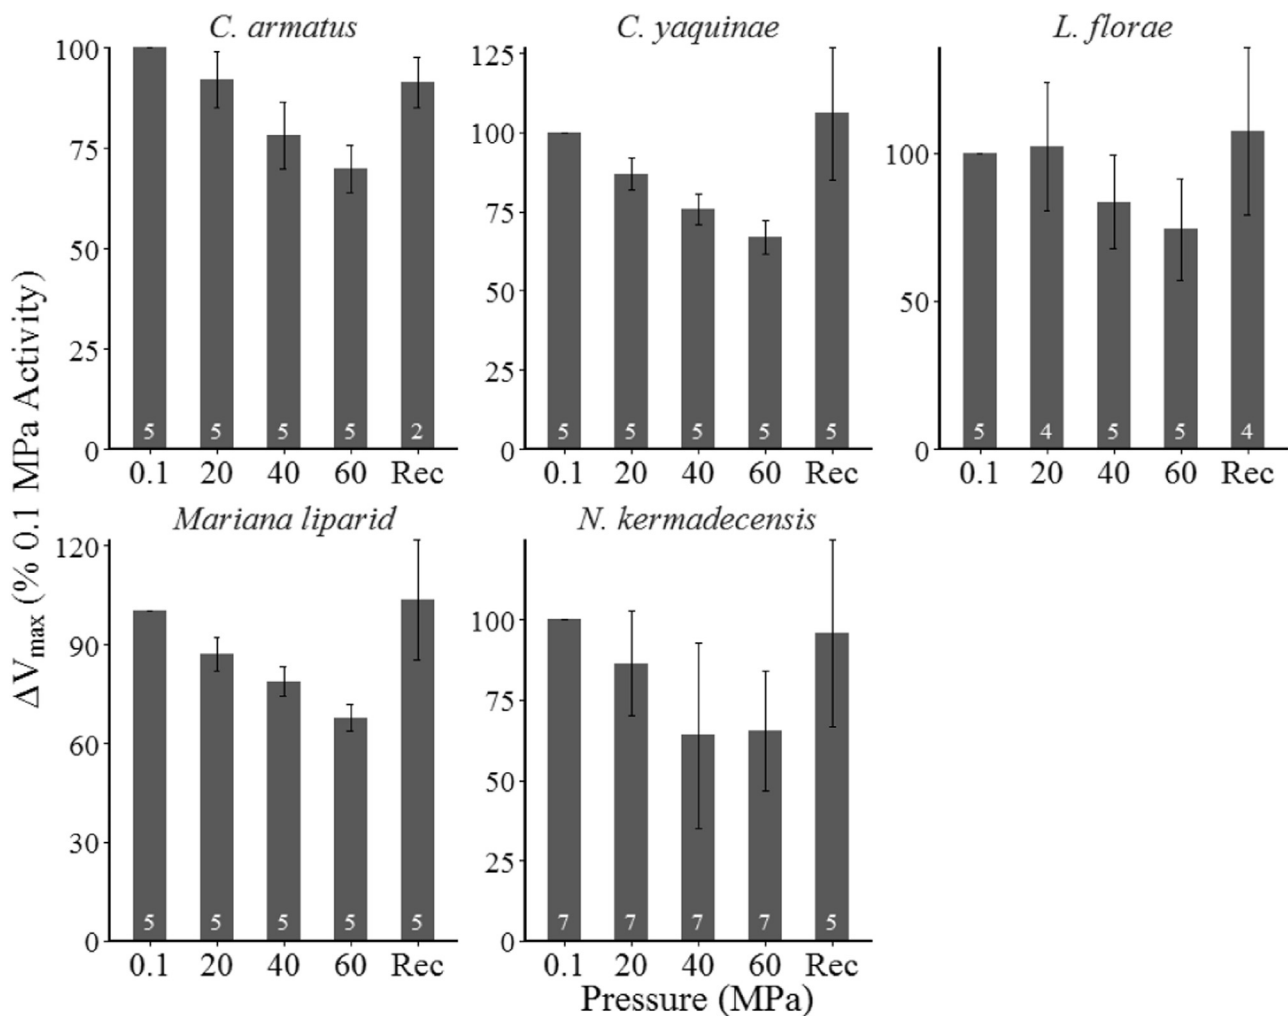 C. armatus
100
75
50
25
0
5 5 5 5 2
0.1 20 40 60 Rec
C. yaquinae
125
100
75
50
25
0
5 5 5 5 5
0.1 20 40 60 Rec
L. florae
100
50
0
5 4 5 5 4
0.1 20 40 60 Rec
Mariana liparid
120
90
60
30
0
5 5 5 5 5
0.1 20 40 60 Rec
N. kermadecensis
100
75
50
25
0
7 7 7 7 5
0.1 20 40 60 Rec
ΔVmax (% 0.1 MPa Activity)
Pressure (MPa)